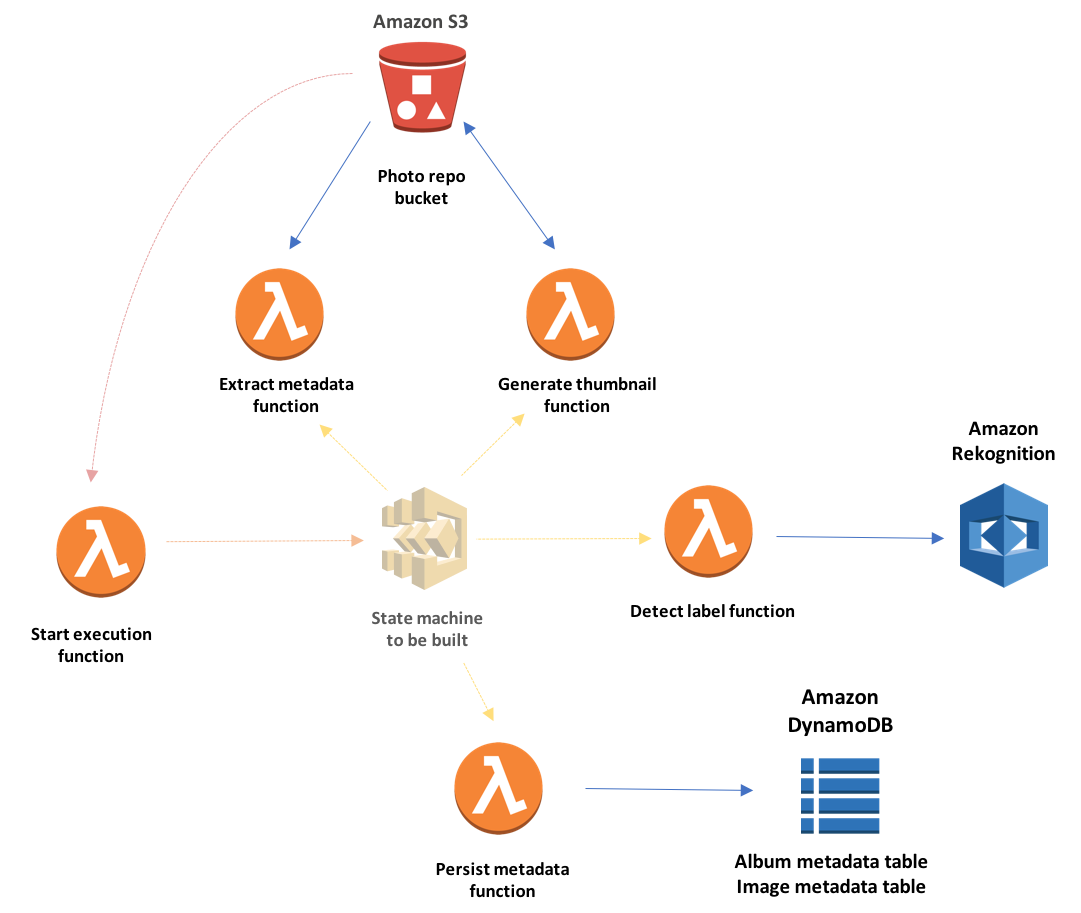 Amazon S3
Photo repo
bucket
Extract metadata
function
Generate thumbnail
function
Amazon
Rekognition
Start execution
function
State machine
to be built
Detect label function
Amazon
DynamoDB
Persist metadata
function
Album metadata table
Image metadata table